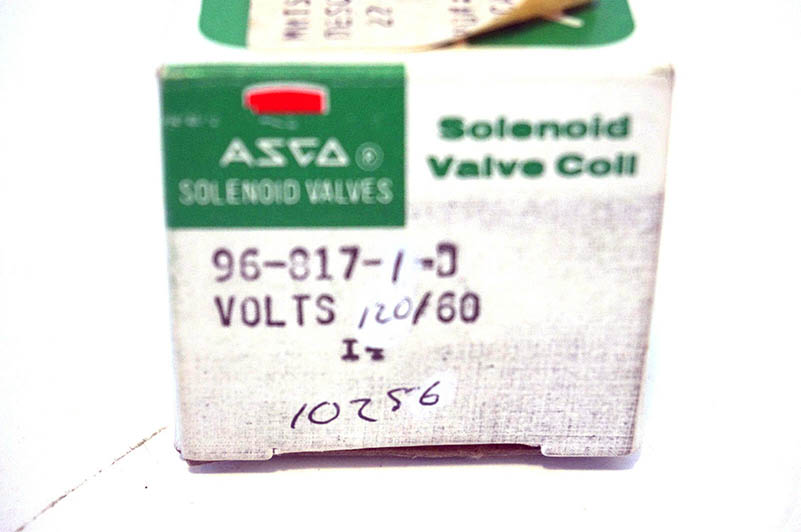 ASCO ®
SOLENOID VALVES
Solenoid
Valve Coil
96-817-1-D
VOLTS 120/60
10256